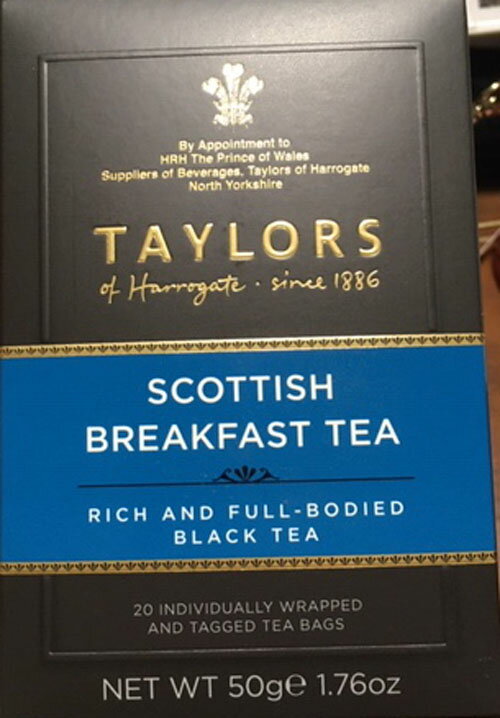 By Appointment to
HRH The Prince of Wales
Suppliers of Beverages, Taylors of Harrogate
North Yorkshire
TAYLORS
of Harrogate · since 1886
SCOTTISH
BREAKFAST TEA
RICH AND FULL-BODIED
BLACK TEA
20 INDIVIDUALLY WRAPPED
AND TAGGED TEA BAGS
NET WT 50g℮ 1.76oz